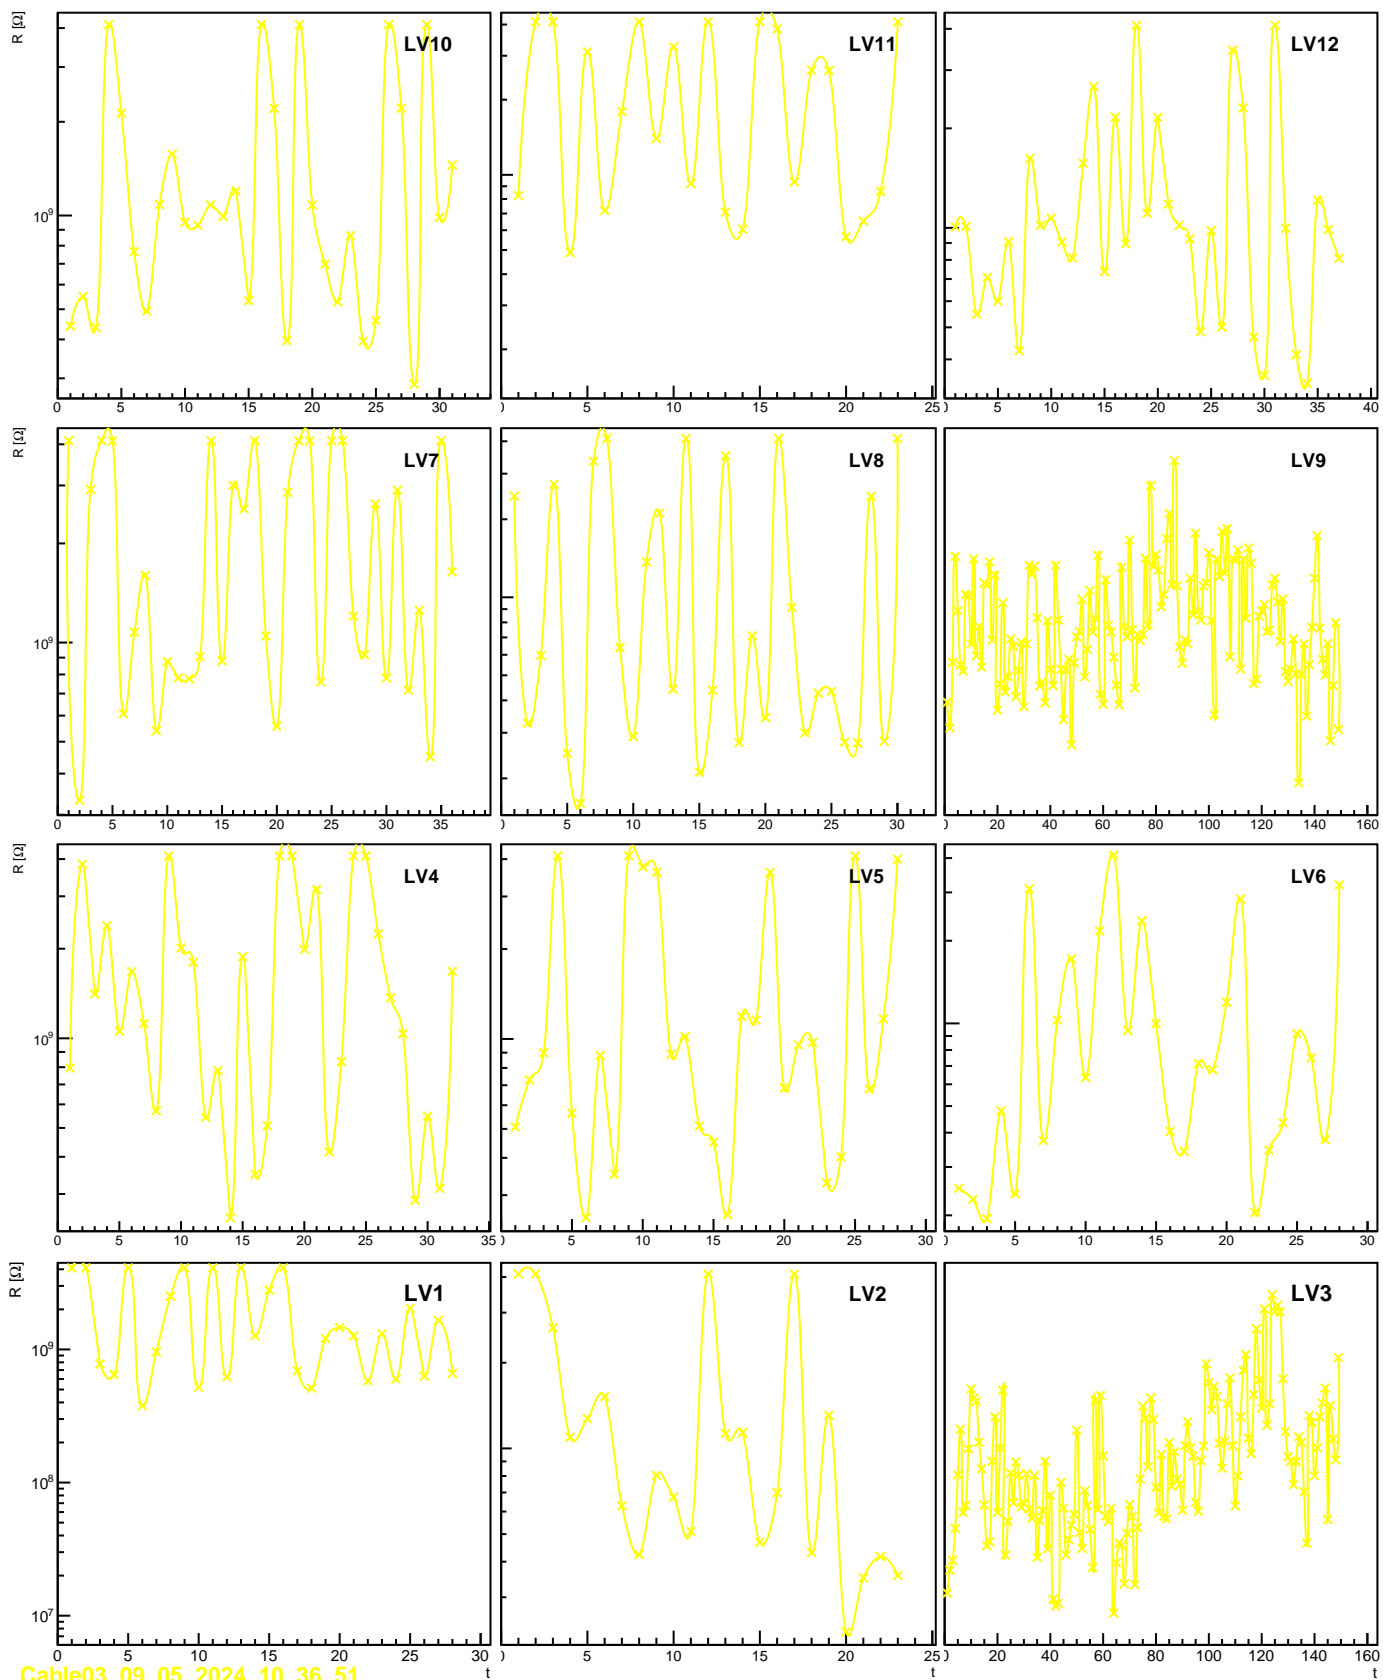 R [Ω]
LV10
LV11
LV12
10⁹
0 5 10 15 20 25 30
5 10 15 20 25
0 5 10 15 20 25 30 35 40
R [Ω]
LV7
LV8
LV9
10⁹
0 5 10 15 20 25 30 35
5 10 15 20 25 30
0 20 40 60 80 100 120 140 160
R [Ω]
LV4
LV5
LV6
10⁹
0 5 10 15 20 25 30 35
5 10 15 20 25
0 5 10 15 20 25 30
R [Ω]
LV1
LV2
LV3
10⁹
10⁸
10⁷
0 5 10 15 20 25 30
5 10 15 20 25
0 20 40 60 80 100 120 140 160
t
t
t
Cable03_09_05_2024_10_36_51